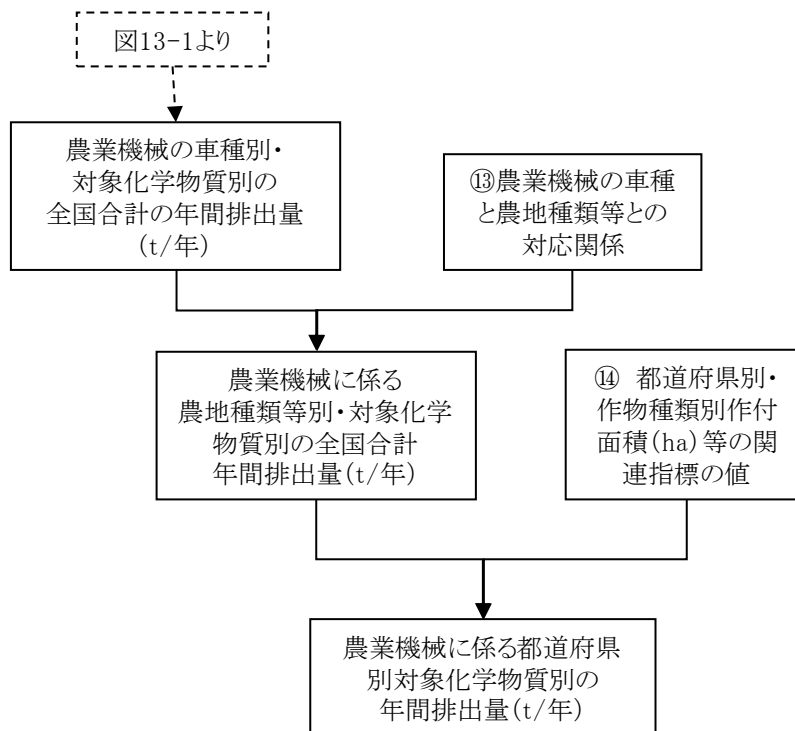 図13-1より
農業機械の車種別・
対象化学物質別の
全国合計の年間排出量
(t/年)
⑬農業機械の車種
と農地種類等との
対応関係
農業機械に係る
農地種類等別・対象化学
物質別の全国合計
年間排出量(t/年)
⑭ 都道府県別・
作物種類別作付
面積(ha)等の関
連指標の値
農業機械に係る都道府県
別対象化学物質別の
年間排出量(t/年)